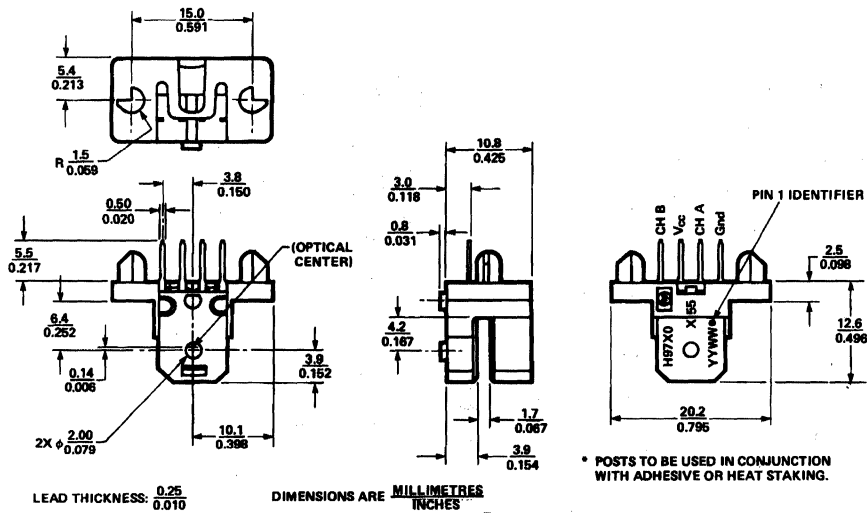 15.0
0.591
5.4
0.213
R 1.5
0.059
3.8
0.150
0.50
0.020
5.5
0.217
(OPTICAL
CENTER)
6.4
0.252
0.14
0.006
3.9
0.152
2X φ 2.00
0.079
10.1
0.398
LEAD THICKNESS: 0.25
0.010
10.8
0.425
3.0
0.118
0.8
0.031
4.2
0.167
1.7
0.067
3.9
0.154
DIMENSIONS ARE MILLIMETRES
INCHES
PIN 1 IDENTIFIER
CH B
Vcc
CH A
Gnd
2.5
0.098
12.6
0.496
H97X0
YYWW
20.2
0.795
* POSTS TO BE USED IN CONJUNCTION
WITH ADHESIVE OR HEAT STAKING.